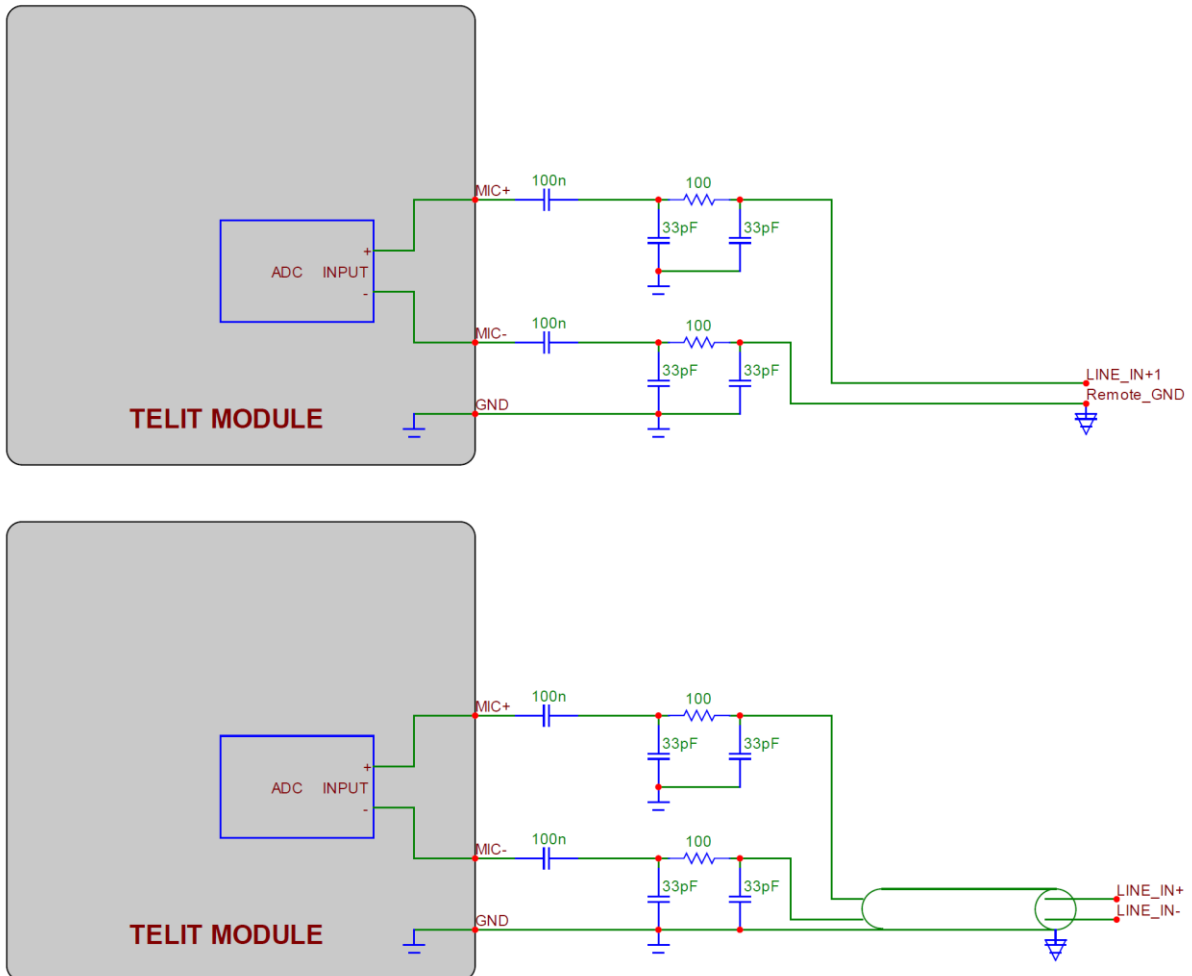 MIC+
100n
100
33pF
33pF
+
ADC INPUT
-
MIC-
100n
100
33pF
33pF
LINE_IN+1
Remote_GND
GND
TELIT MODULE
MIC+
100n
100
33pF
33pF
+
ADC INPUT
-
MIC-
100n
100
33pF
33pF
LINE_IN+
LINE_IN-
GND
TELIT MODULE